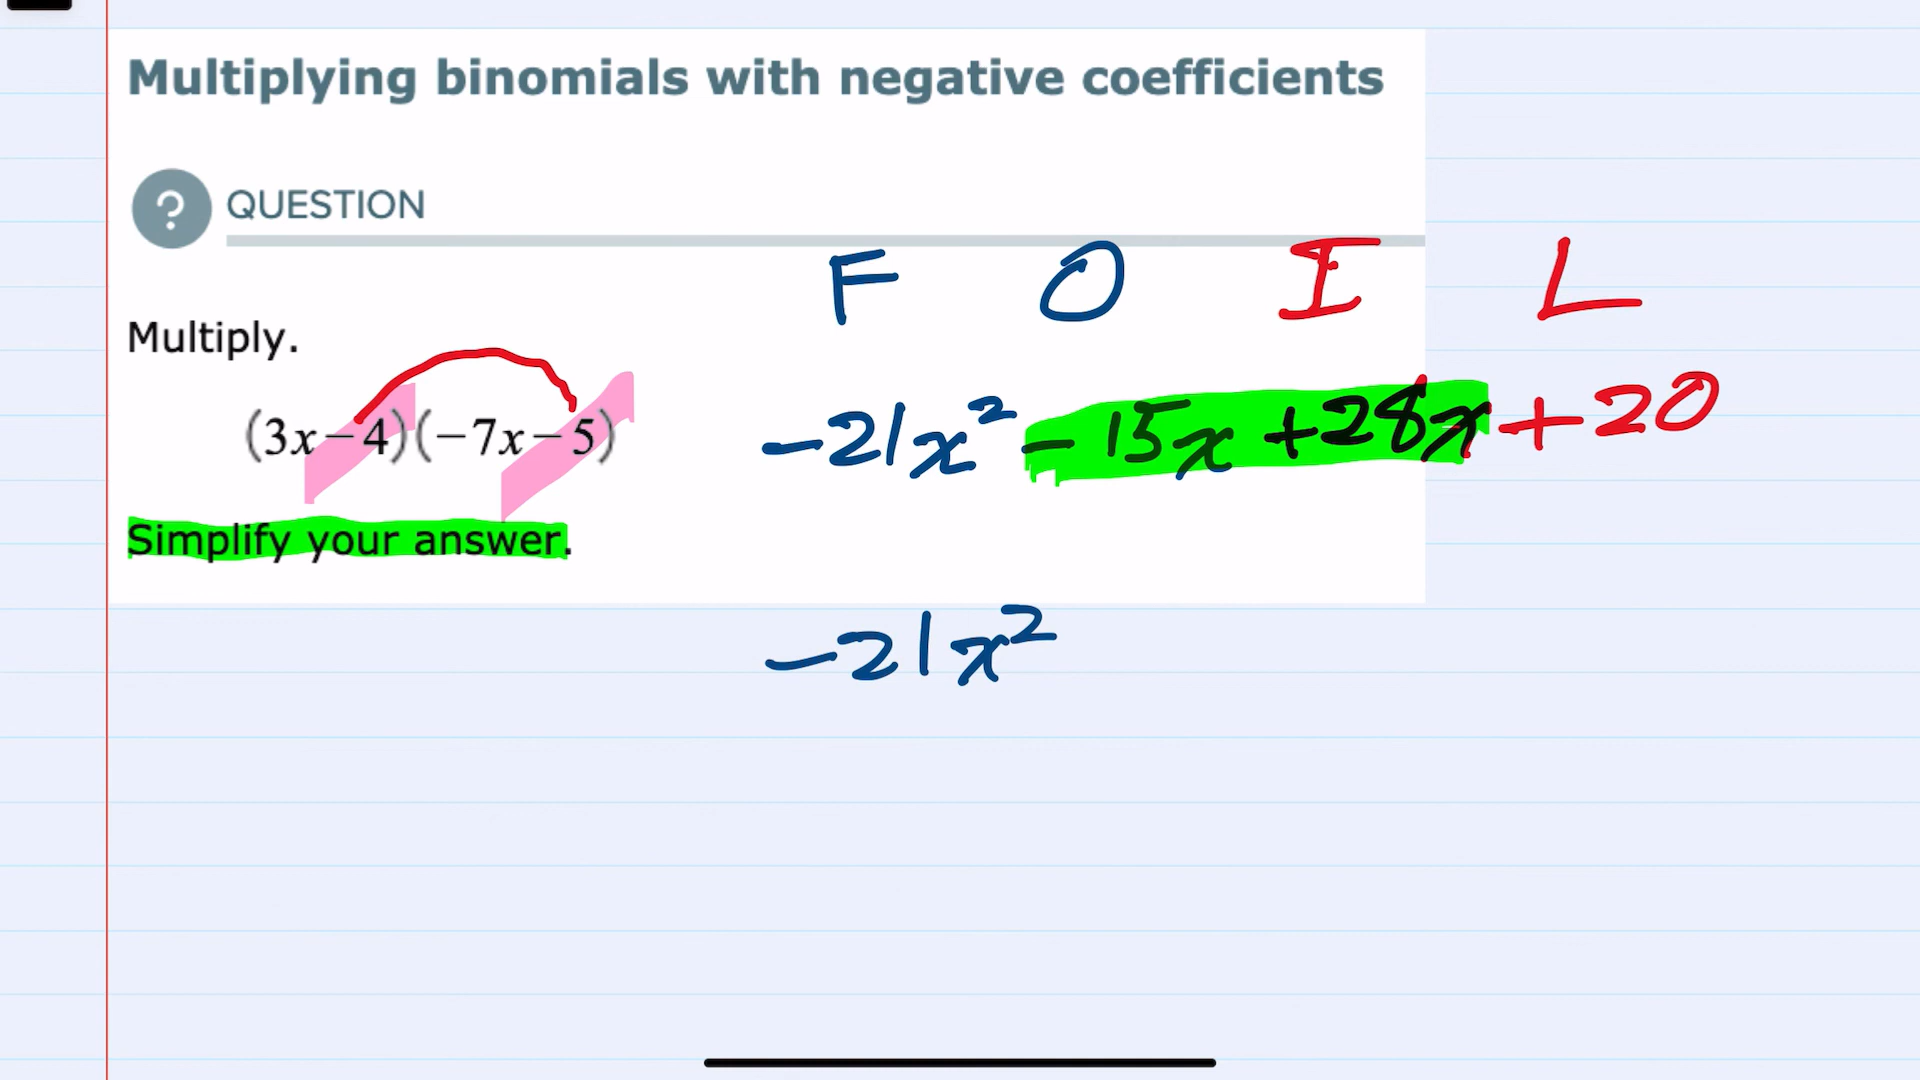 Multiplying binomials with negative coefficients
? QUESTION
F O I L
Multiply.
(3x−4)(−7x−5)
−21x² − 15x +28x +20
Simplify your answer.
−21x²